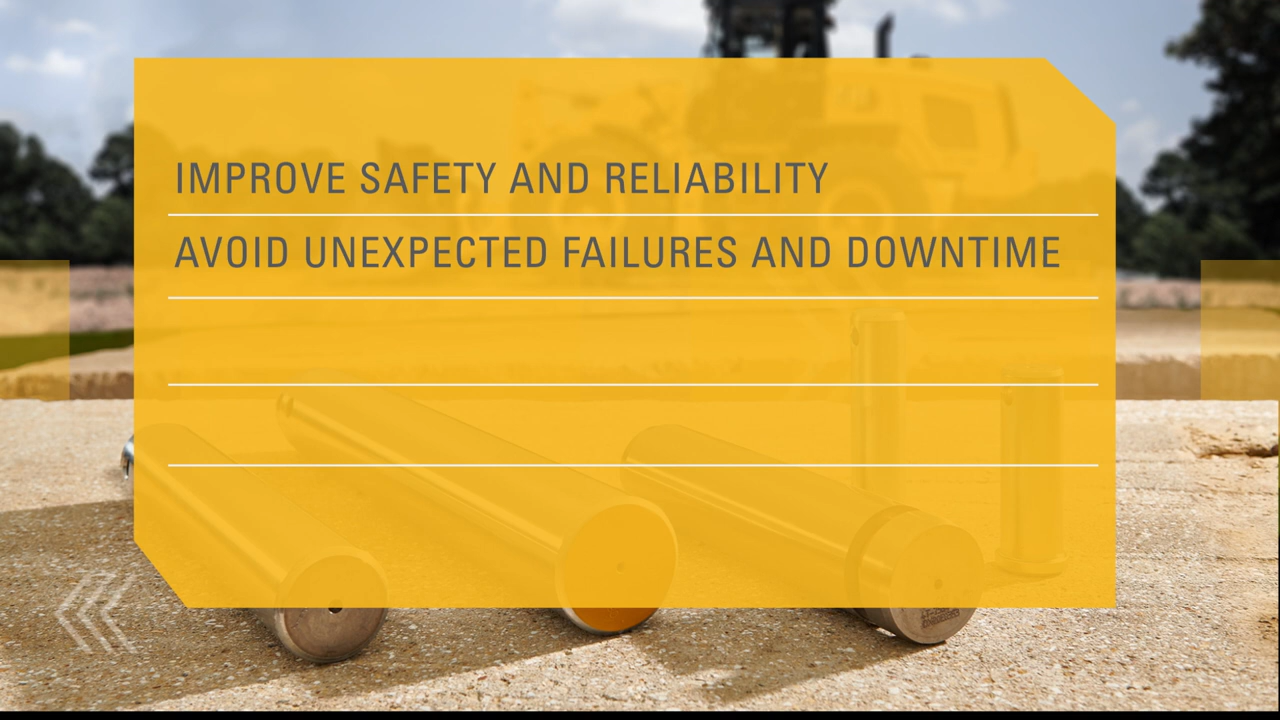 IMPROVE SAFETY AND RELIABILITY
AVOID UNEXPECTED FAILURES AND DOWNTIME